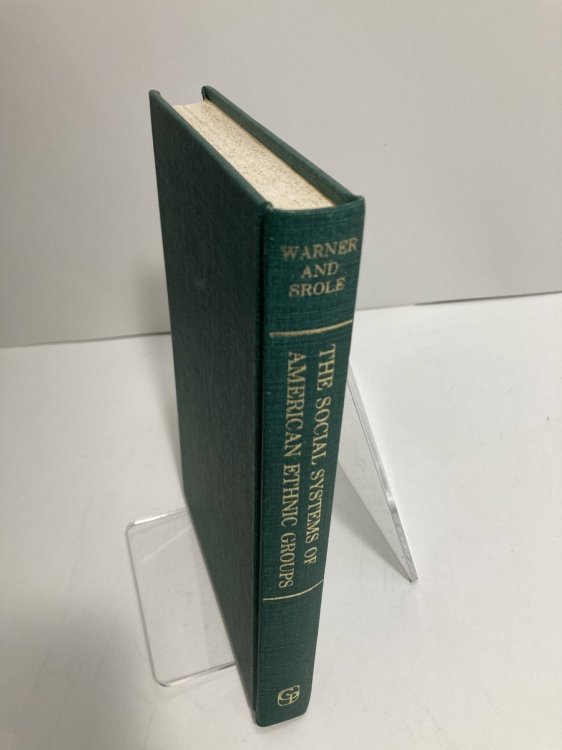 WARNER
AND
SROLE
THE SOCIAL SYSTEMS OF
AMERICAN ETHNIC GROUPS